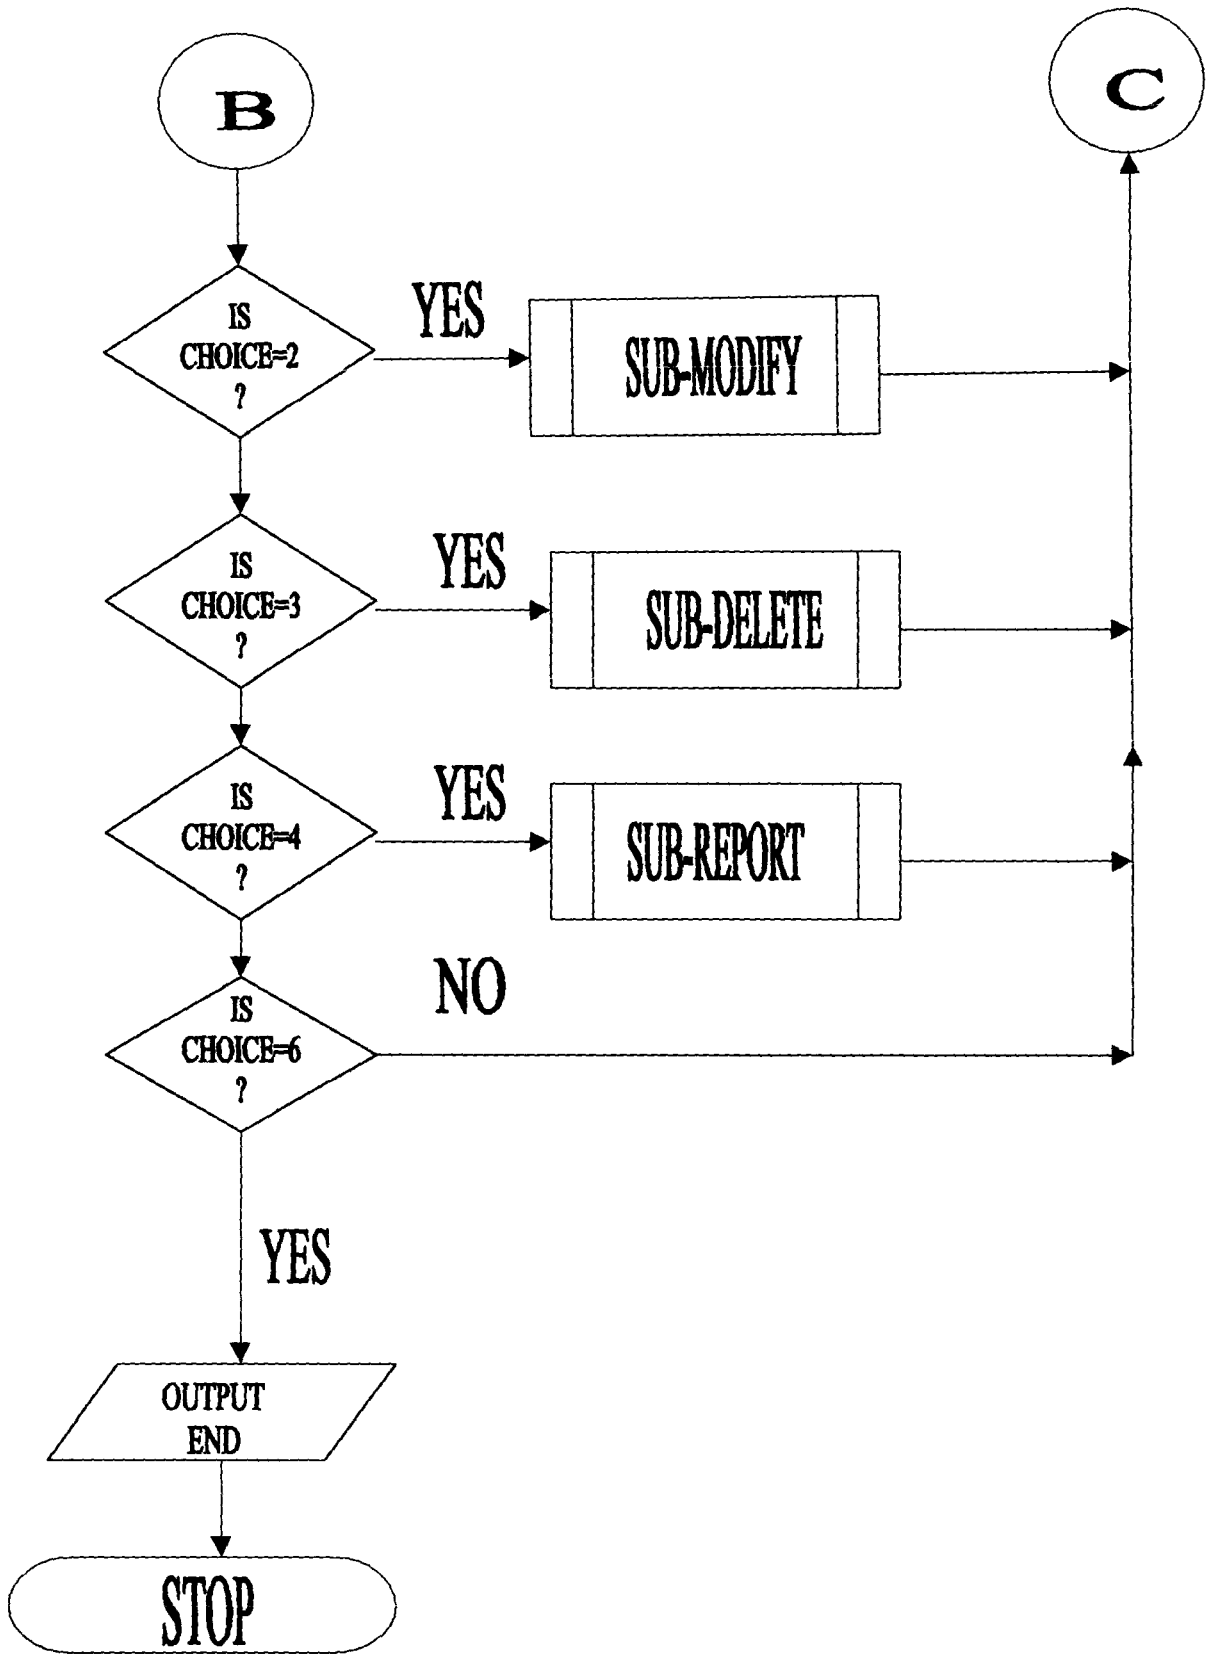 B
C
IS
CHOICE=2
?
YES
SUB-MODIFY
IS
CHOICE=3
?
YES
SUB-DELETE
IS
CHOICE=4
?
YES
SUB-REPORT
IS
CHOICE=6
?
NO
YES
OUTPUT
END
STOP